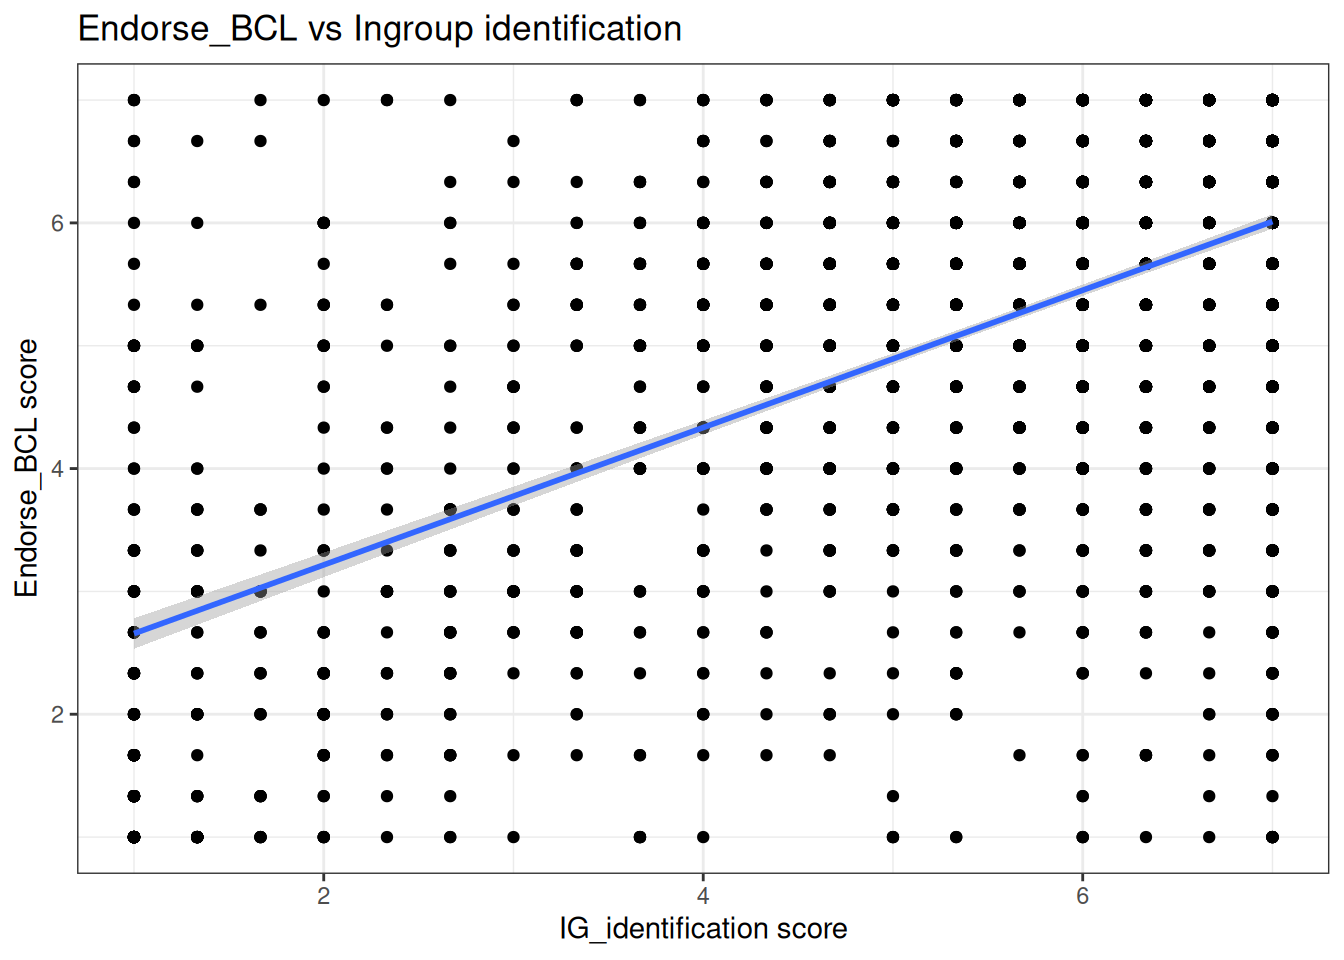 Endorse_BCL vs Ingroup identification
Endorse_BCL score
6
4
2
2 4 6
IG_identification score